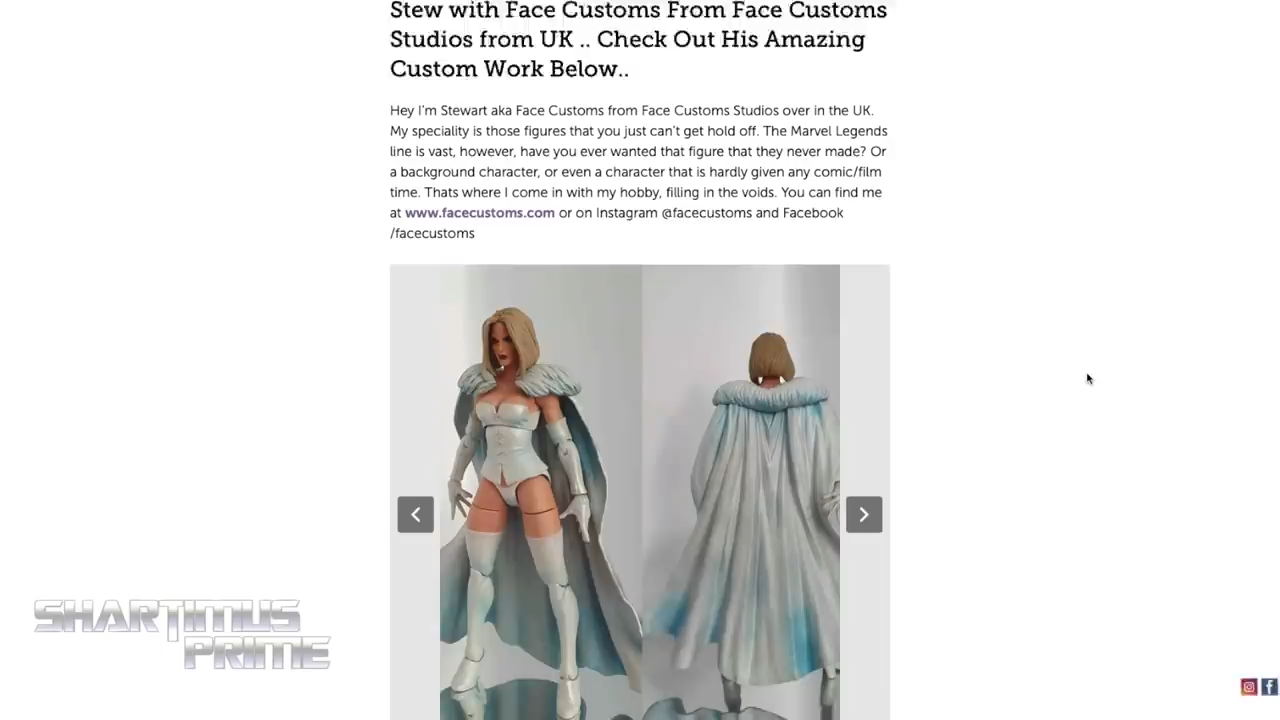 Stew with Face Customs From Face Customs
Studios from UK .. Check Out His Amazing
Custom Work Below..
Hey I'm Stewart aka Face Customs from Face Customs Studios over in the UK.
My speciality is those figures that you just can't get hold off. The Marvel Legends
line is vast, however, have you ever wanted that figure that they never made? Or
a background character, or even a character that is hardly given any comic/film
time. Thats where I come in with my hobby, filling in the voids. You can find me
at www.facecustoms.com or on Instagram @facecustoms and Facebook
/facecustoms
SHARTIMUS
PRIME